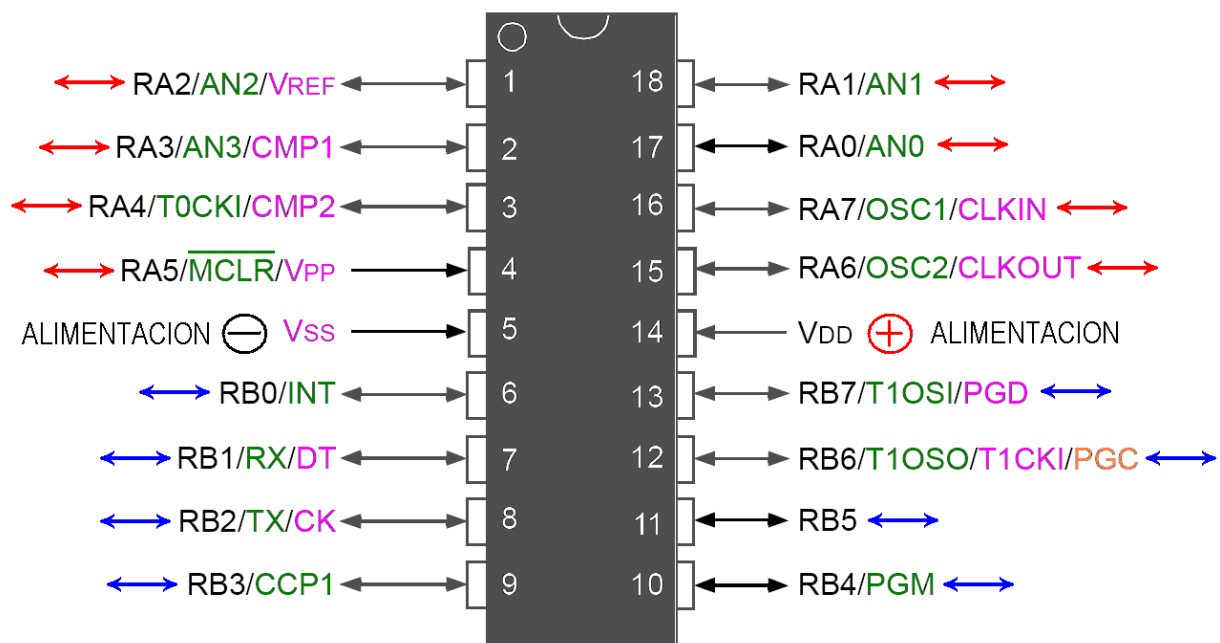 RA2/AN2/VREF 1 18 RA1/AN1
RA3/AN3/CMP1 2 17 RA0/AN0
RA4/T0CKI/CMP2 3 16 RA7/OSC1/CLKIN
RA5/MCLR/VPP 4 15 RA6/OSC2/CLKOUT
ALIMENTACION VSS 5 14 VDD ALIMENTACION
RB0/INT 6 13 RB7/T1OSI/PGD
RB1/RX/DT 7 12 RB6/T1OSO/T1CKI/PGC
RB2/TX/CK 8 11 RB5
RB3/CCP1 9 10 RB4/PGM